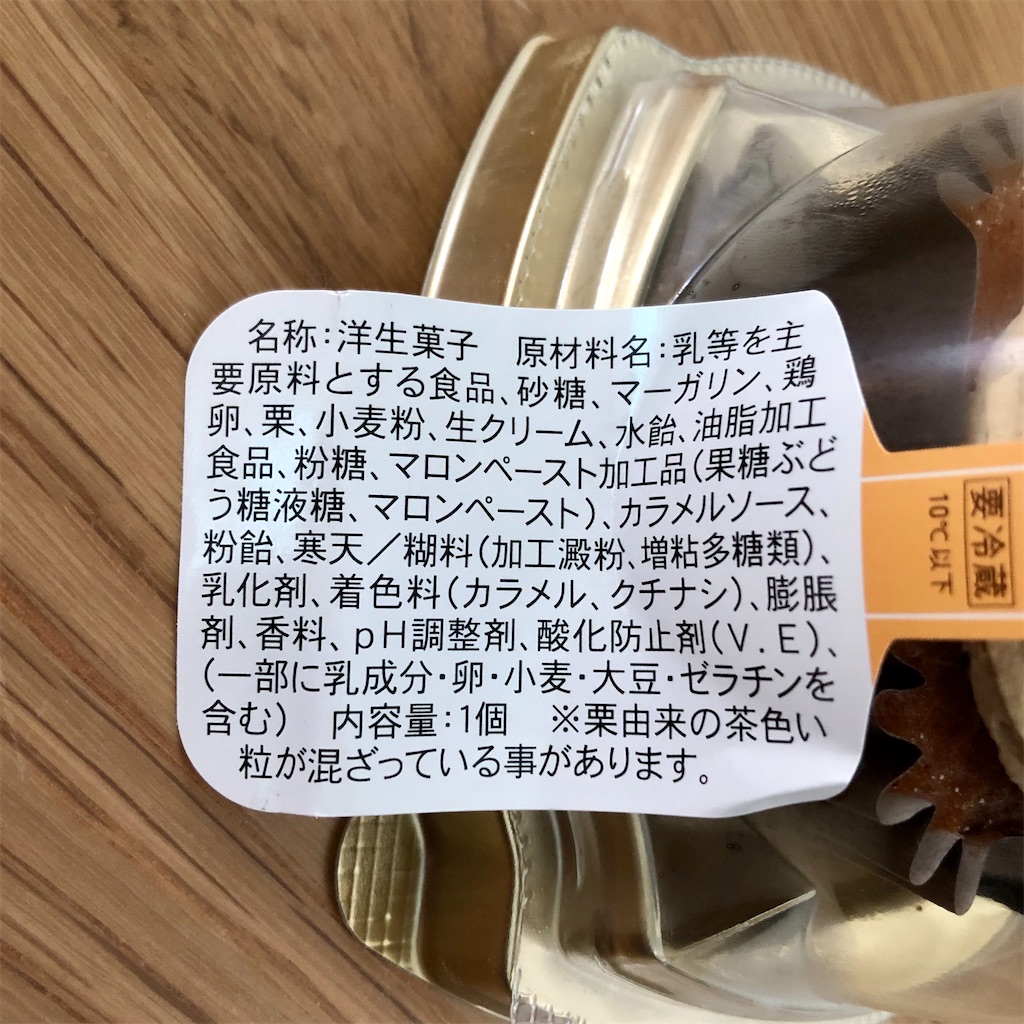 名称:洋生菓子　原材料名:乳等を主
要原料とする食品、砂糖、マーガリン、鶏
卵、栗、小麦粉、生クリーム、水飴、油脂加工
食品、粉糖、マロンペースト加工品(果糖ぶど
う糖液糖、マロンペースト)、カラメルソース、
粉飴、寒天/糊料(加工澱粉、増粘多糖類)、
乳化剤、着色料(カラメル、クチナシ)、膨脹
剤、香料、pH調整剤、酸化防止剤(V.E)、
(一部に乳成分・卵・小麦・大豆・ゼラチンを
含む)　内容量:1個　※栗由来の茶色い
粒が混ざっている事があります。
要冷蔵
10℃以下